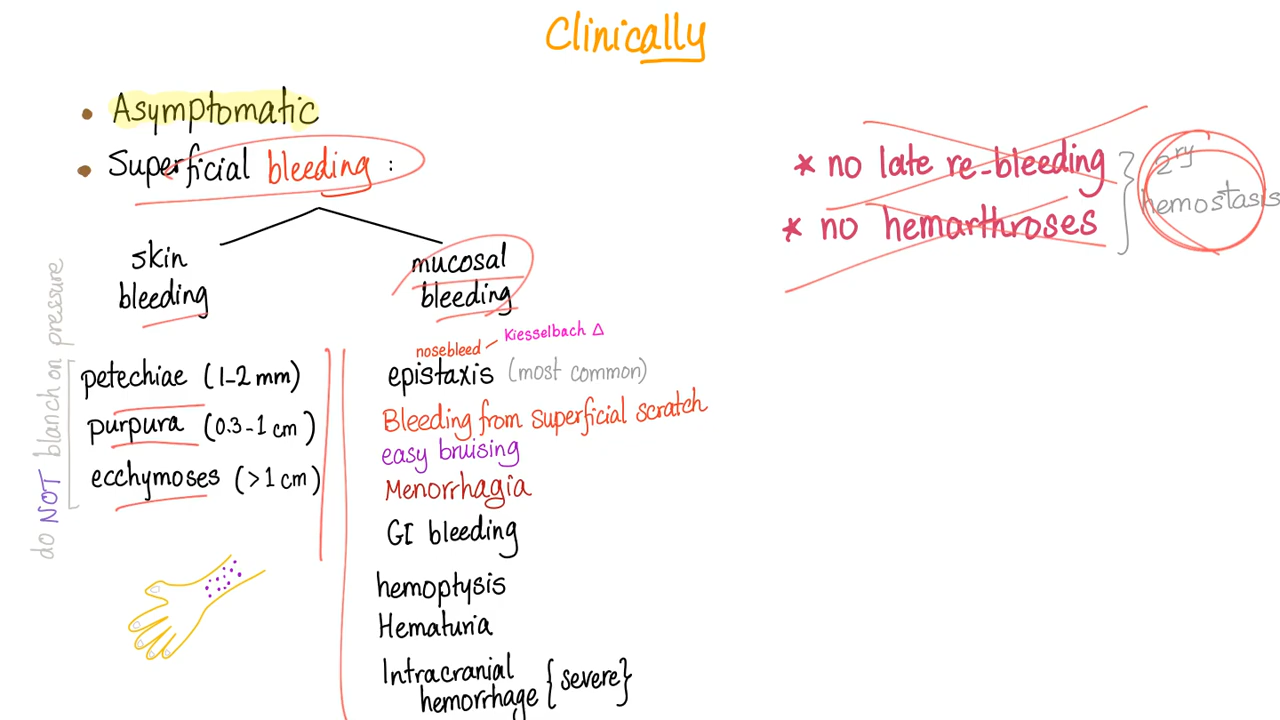 Clinically
• Asymptomatic
• Superficial bleeding :
skin
bleeding
mucosal
bleeding
do NOT blanch on pressure
petechiae (1-2 mm)
purpura (0.3-1 cm)
ecchymoses (>1 cm)
nosebleed - Kiesselbach Δ
epistaxis (most common)
Bleeding from superficial scratch
easy bruising
Menorrhagia
GI bleeding
hemoptysis
Hematuria
Intracranial
hemorrhage {severe}
* no late re-bleeding
* no hemarthroses
2ry
hemostasis